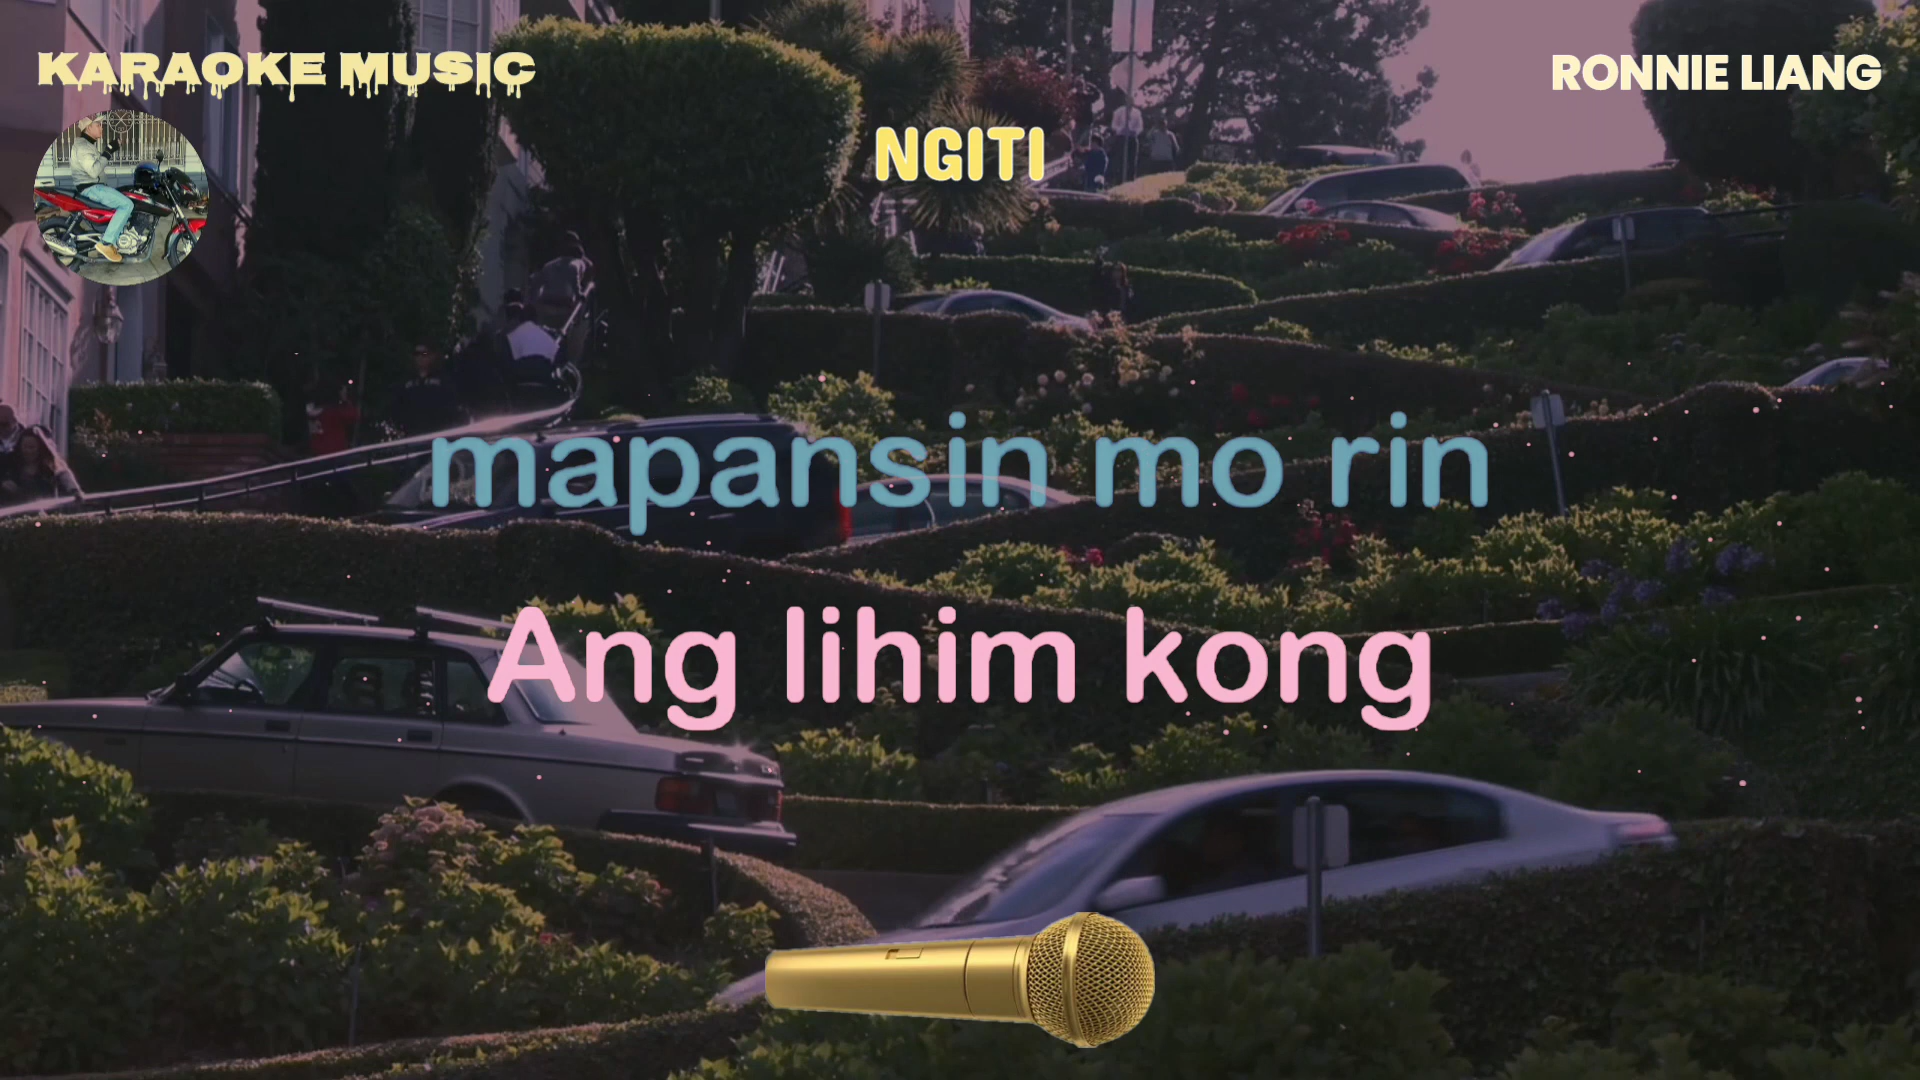 KARAOKE MUSIC
RONNIE LIANG
NGITI
mapansin mo rin
Ang lihim kong